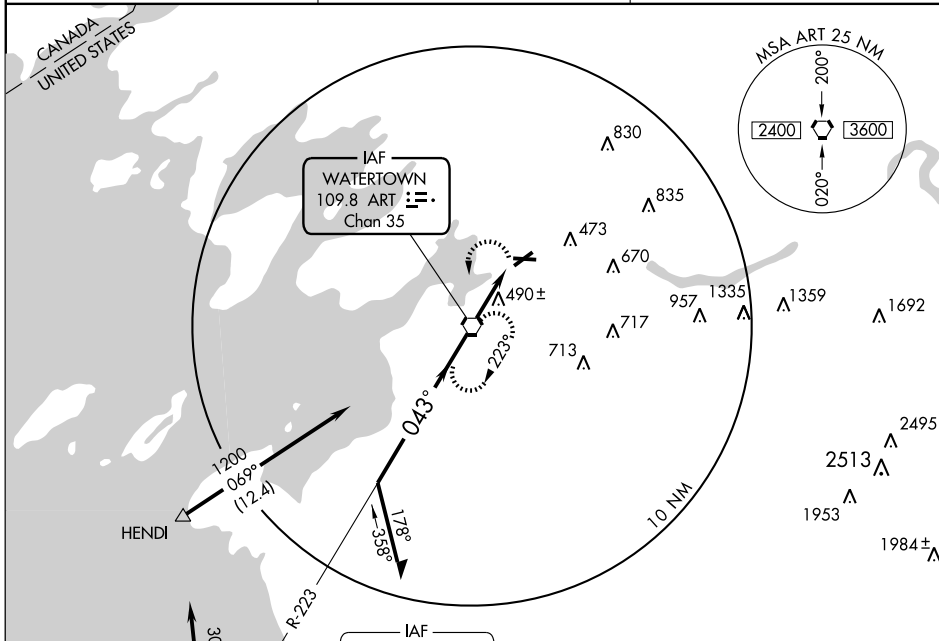 CANADA
UNITED STATES
MSA ART 25 NM
200°
2400
3600
020°
IAF
WATERTOWN
109.8 ART
Chan 35
830
835
473
670
490±
957
1335
1359
1692
717
713
223°
043°
2495
2513
1953
1984±
1200
069°
(12.4)
HENDI
10 NM
178°
358°
R-223
30
IAF